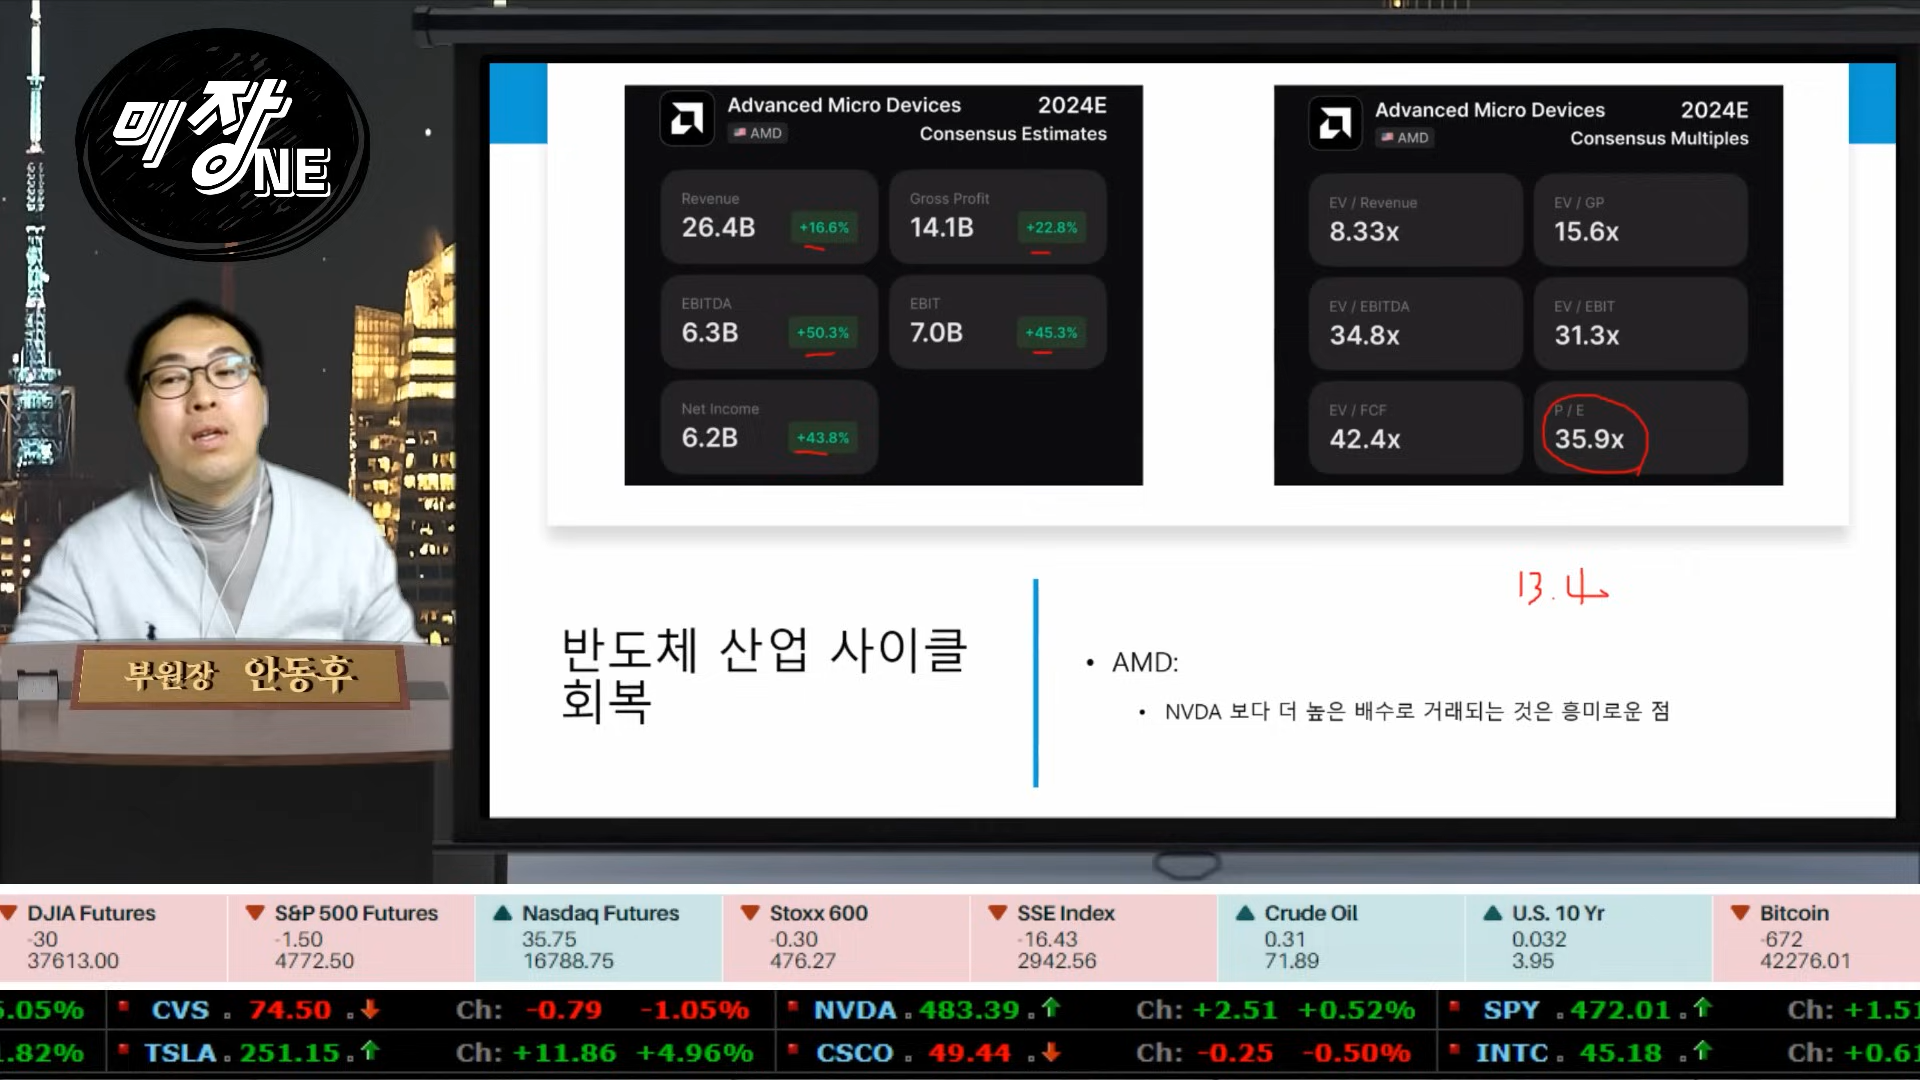 미장
NE
Advanced Micro Devices 2024E
AMD Consensus Estimates
Revenue
26.4B +16.6%
Gross Profit
14.1B +22.8%
EBITDA
6.3B +50.3%
EBIT
7.0B +45.3%
Net Income
6.2B +43.8%
Advanced Micro Devices 2024E
AMD Consensus Multiples
EV / Revenue
8.33x
EV / GP
15.6x
EV / EBITDA
34.8x
EV / EBIT
31.3x
EV / FCF
42.4x
P / E
35.9x
13.4
반도체 산업 사이클
회복
• AMD:
• NVDA 보다 더 높은 배수로 거래되는 것은 흥미로운 점
부원장 안동후
DJIA Futures
-30
37613.00
S&P 500 Futures
-1.50
4772.50
Nasdaq Futures
35.75
16788.75
Stoxx 600
-0.30
476.27
SSE Index
-16.43
2942.56
Crude Oil
0.31
71.89
U.S. 10 Yr
0.032
3.95
Bitcoin
-672
42276.01
CVS . 74.50 . Ch: -0.79 -1.05% NVDA . 483.39 . Ch: +2.51 +0.52% SPY . 472.01 . Ch:
TSLA . 251.15 . Ch: +11.86 +4.96% CSCO . 49.44 . Ch: -0.25 -0.50% INTC . 45.18 . Ch: